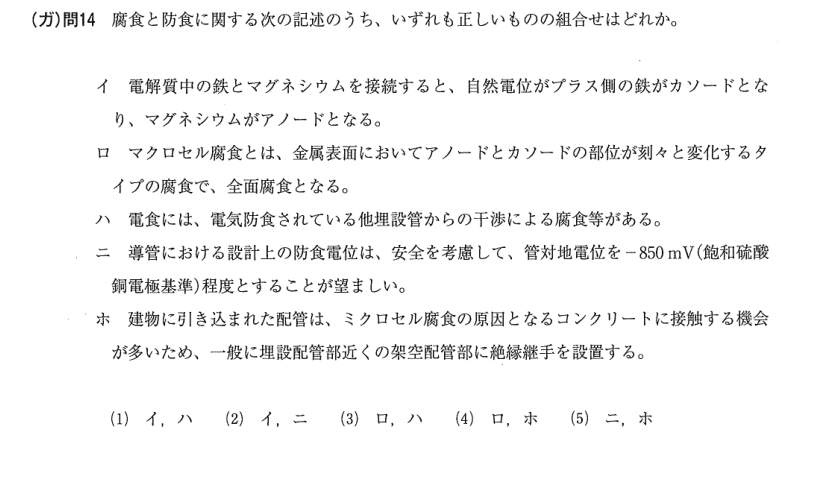 (ガ)問14　腐食と防食に関する次の記述のうち、いずれも正しいものの組合せはどれか。
イ　電解質中の鉄とマグネシウムを接続すると、自然電位がプラス側の鉄がカソードとな
り、マグネシウムがアノードとなる。
ロ　マクロセル腐食とは、金属表面においてアノードとカソードの部位が刻々と変化するタ
イプの腐食で、全面腐食となる。
ハ　電食には、電気防食されている他埋設管からの干渉による腐食等がある。
ニ　導管における設計上の防食電位は、安全を考慮して、管対地電位を－850 mV(飽和硫酸
銅電極基準)程度とすることが望ましい。
ホ　建物に引き込まれた配管は、ミクロセル腐食の原因となるコンクリートに接触する機会
が多いため、一般に埋設配管部近くの架空配管部に絶縁継手を設置する。
(1)　イ，ハ　　(2)　イ，ニ　　(3)　ロ，ハ　　(4)　ロ，ホ　　(5)　ニ，ホ